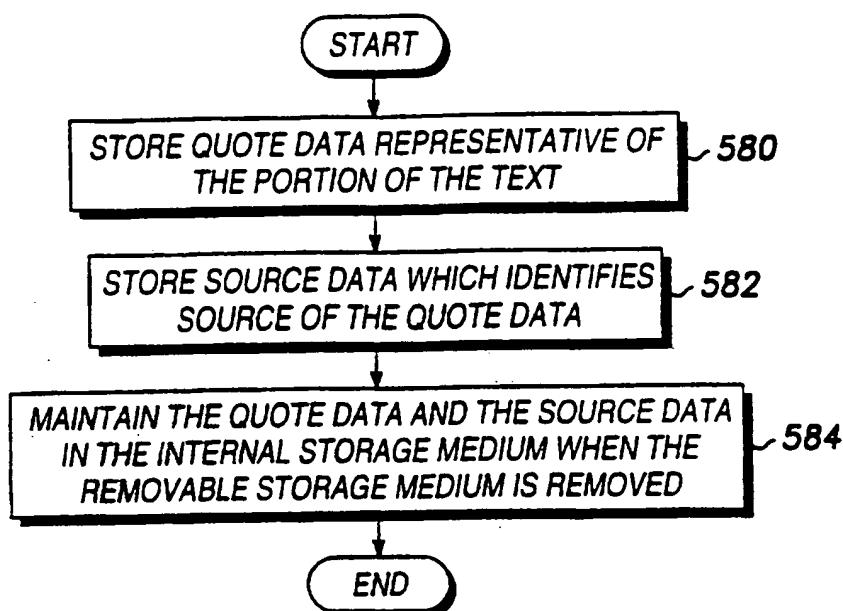 START
STORE QUOTE DATA REPRESENTATIVE OF
THE PORTION OF THE TEXT
580
STORE SOURCE DATA WHICH IDENTIFIES
SOURCE OF THE QUOTE DATA
582
MAINTAIN THE QUOTE DATA AND THE SOURCE DATA
IN THE INTERNAL STORAGE MEDIUM WHEN THE
REMOVABLE STORAGE MEDIUM IS REMOVED
584
END